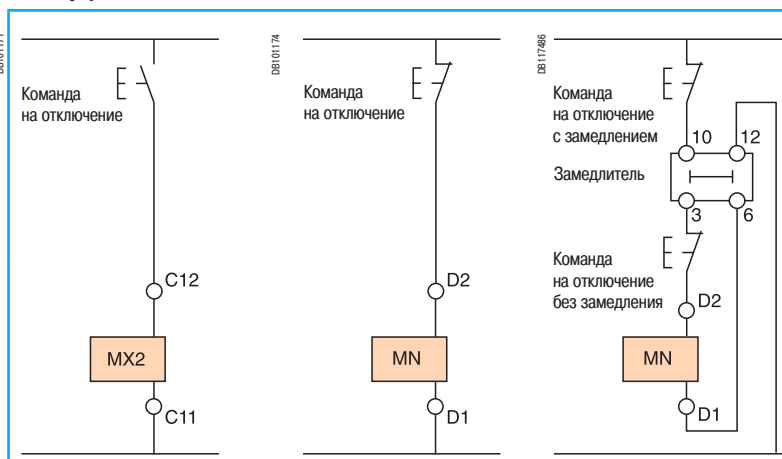 DB101174
DB117486
Команда
на отключение
C12
MX2
C11
Команда
на отключение
D2
MN
D1
Команда
на отключение
с замедлением
10 12
Замедлитель
3 6
Команда
на отключение
без замедления
D2
MN
D1